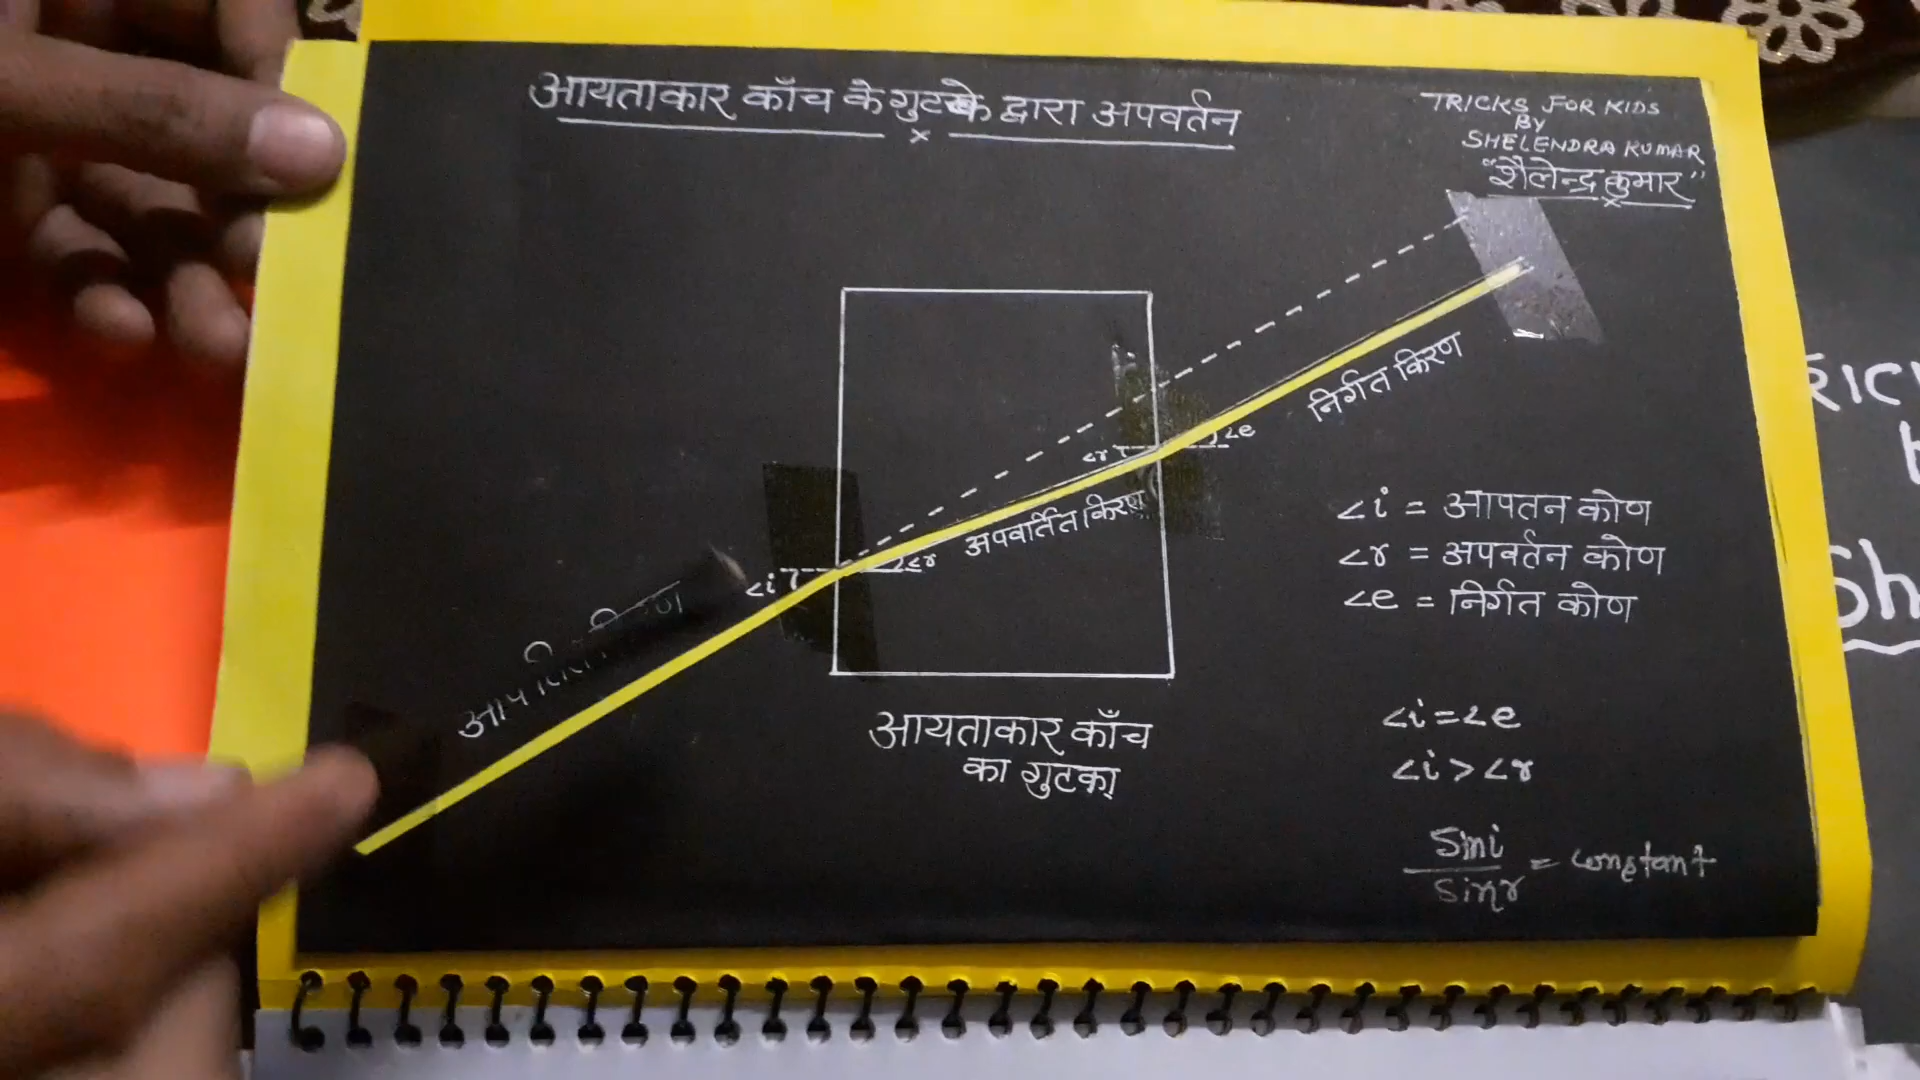 आयताकार काँच के गुटके द्वारा अपवर्तन
TRICKS FOR KIDS
BY
SHELENDRA KUMAR
"शैलेन्द्र कुमार"
निर्गत किरण
∠e
∠r
अपवर्तित किरण
∠r
∠i
∠i = आपतन कोण
∠r = अपवर्तन कोण
∠e = निर्गत कोण
आयताकार काँच
का गुटका
∠i=∠e
∠i>∠r
Sini
Sinr
= constant
Sh